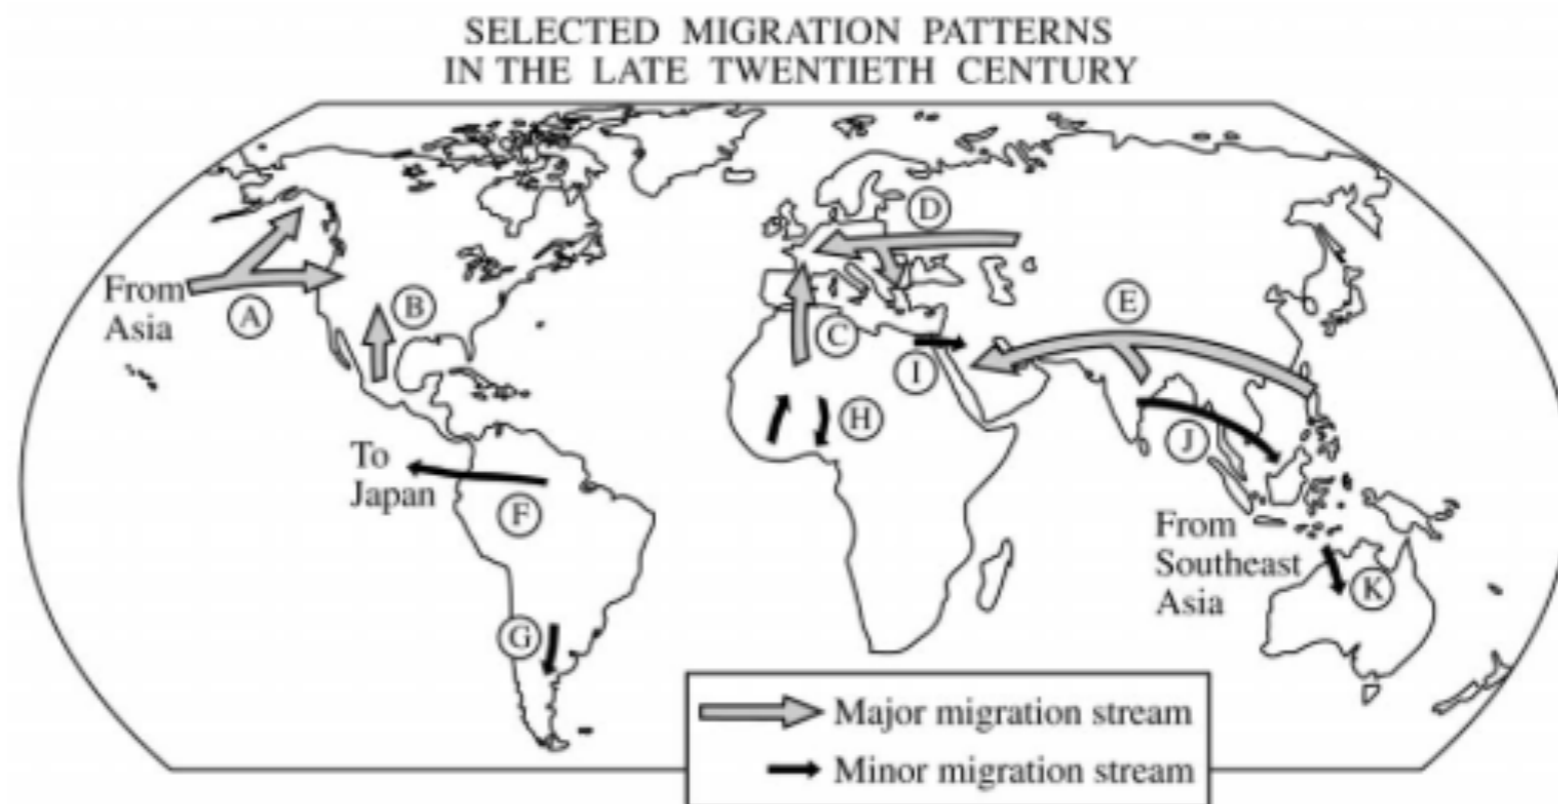 SELECTED MIGRATION PATTERNS
IN THE LATE TWENTIETH CENTURY
D
From
Asia
A
B
E
C
I
H
To
Japan
J
F
From
Southeast
Asia
K
G
Major migration stream
Minor migration stream